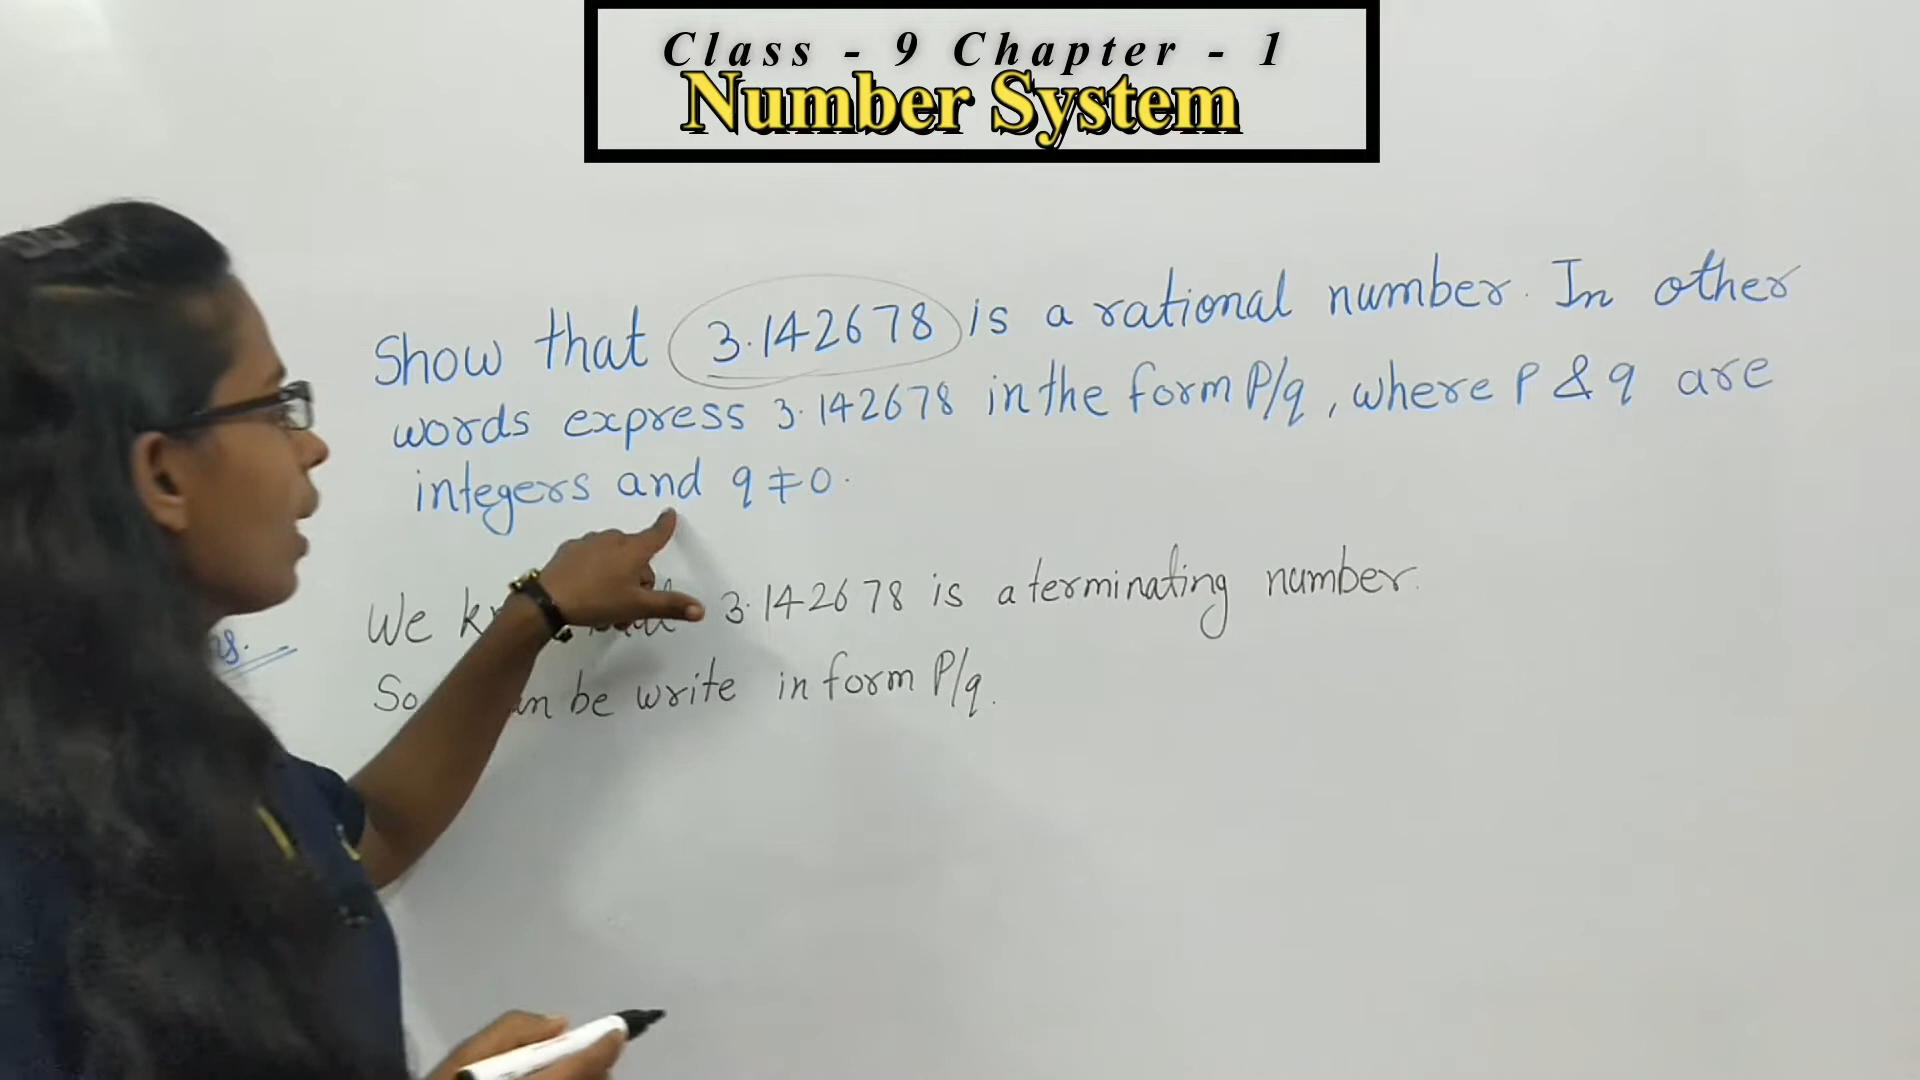 Class - 9 Chapter - 1
Number System
Show that 3.142678 is a rational number. In other
words express 3.142678 in the form P/q, where P & q are
integers and q ≠ 0.
We 3.142678 is a terminating number.
So be write in form P/q.